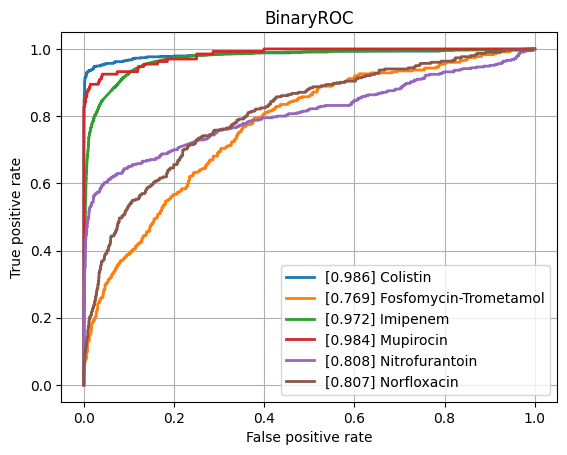 BinaryROC
True positive rate
1.0
0.8
0.6
0.4
0.2
0.0
[0.986] Colistin
[0.769] Fosfomycin-Trometamol
[0.972] Imipenem
[0.984] Mupirocin
[0.808] Nitrofurantoin
[0.807] Norfloxacin
0.0 0.2 0.4 0.6 0.8 1.0
False positive rate